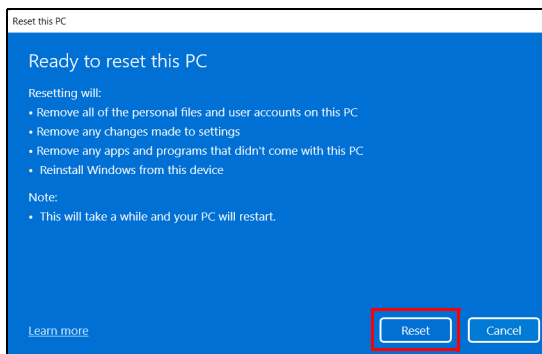 Reset this PC
Ready to reset this PC
Resetting will:
• Remove all of the personal files and user accounts on this PC
• Remove any changes made to settings
• Remove any apps and programs that didn't come with this PC
• Reinstall Windows from this device
Note:
• This will take a while and your PC will restart.
Learn more
Reset
Cancel